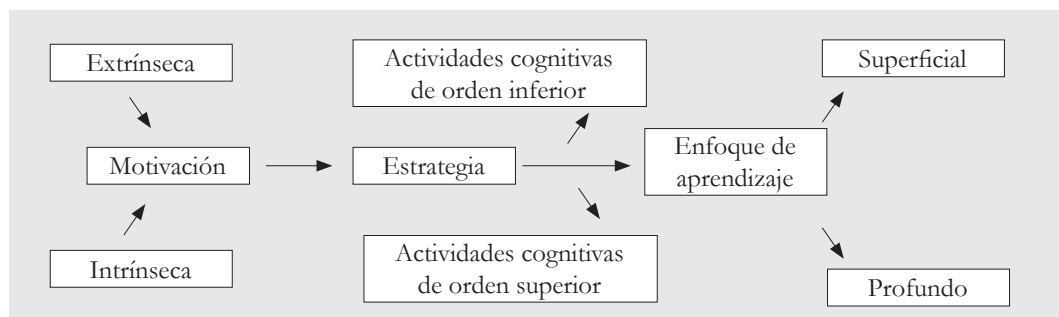 Extrínseca
Actividades cognitivas
de orden inferior
Superficial
Motivación
Estrategia
Enfoque de
aprendizaje
Intrínseca
Actividades cognitivas
de orden superior
Profundo